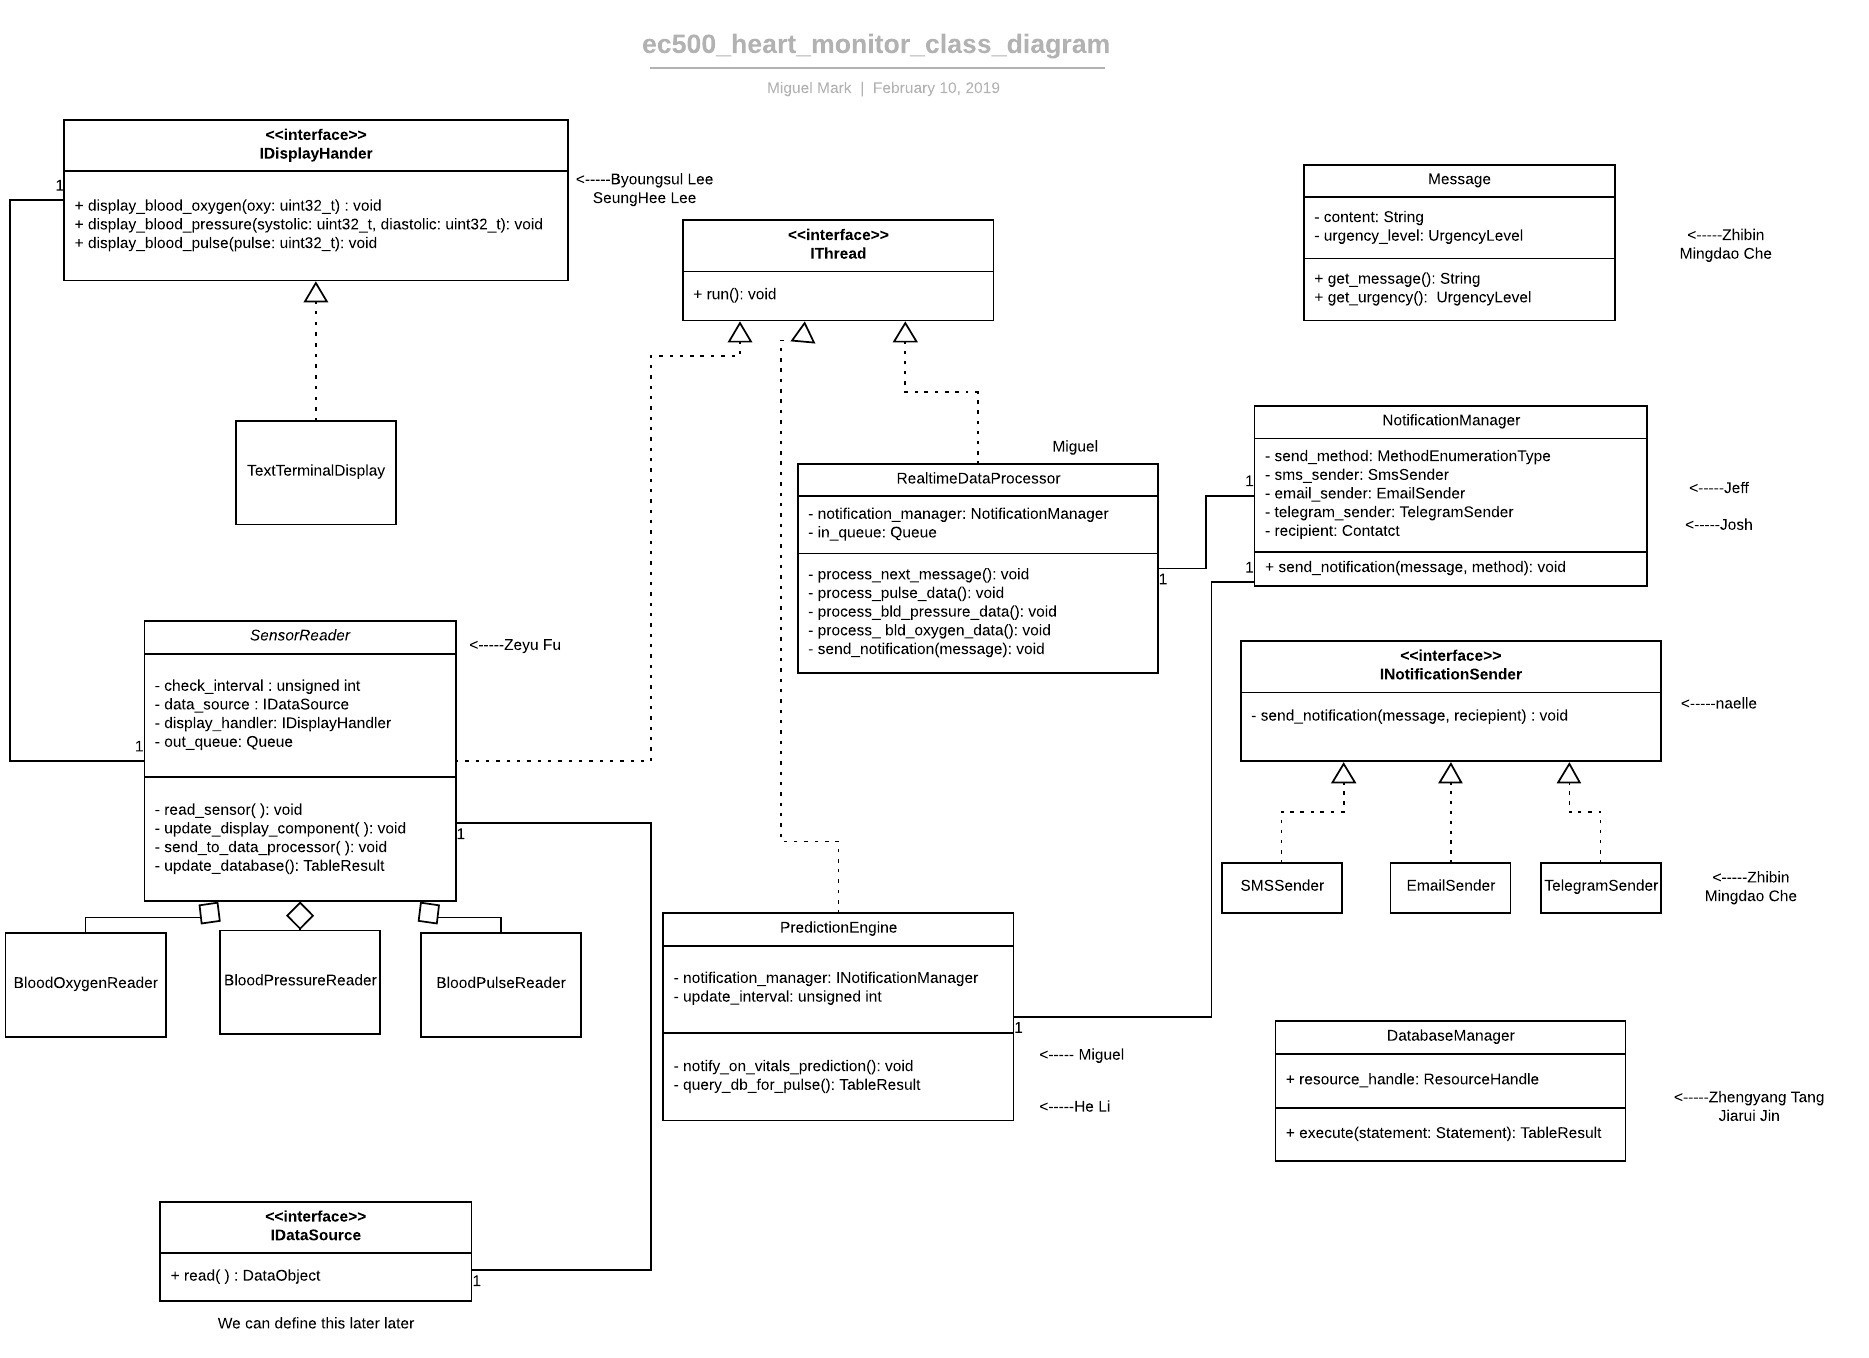 ec500_heart_monitor_class_diagram
Miguel Mark | February 10, 2019
<<interface>>
IDisplayHander
1
+ display_blood_oxygen(oxy: uint32_t) : void
+ display_blood_pressure(systolic: uint32_t, diastolic: uint32_t): void
+ display_blood_pulse(pulse: uint32_t): void
<-----Byoungsul Lee
SeungHee Lee
<<interface>>
IThread
+ run(): void
Message
- content: String
- urgency_level: UrgencyLevel
+ get_message(): String
+ get_urgency():  UrgencyLevel
<-----Zhibin
Mingdao Che
TextTerminalDisplay
Miguel
RealtimeDataProcessor
- notification_manager: NotificationManager
- in_queue: Queue
- process_next_message(): void
- process_pulse_data(): void
- process_bld_pressure_data(): void
- process_ bld_oxygen_data(): void
- send_notification(message): void
1
NotificationManager
- send_method: MethodEnumerationType
- sms_sender: SmsSender
- email_sender: EmailSender
- telegram_sender: TelegramSender
- recipient: Contatct
+ send_notification(message, method): void
1
1
<-----Jeff
<-----Josh
SensorReader
- check_interval : unsigned int
- data_source : IDataSource
- display_handler: IDisplayHandler
- out_queue: Queue
1
- read_sensor( ): void
- update_display_component( ): void
- send_to_data_processor( ): void
- update_database(): TableResult
1
<-----Zeyu Fu
<<interface>>
INotificationSender
- send_notification(message, reciepient) : void
<-----naelle
SMSSender
EmailSender
TelegramSender
<-----Zhibin
Mingdao Che
BloodOxygenReader
BloodPressureReader
BloodPulseReader
PredictionEngine
- notification_manager: INotificationManager
- update_interval: unsigned int
- notify_on_vitals_prediction(): void
- query_db_for_pulse(): TableResult
1
<----- Miguel
<-----He Li
DatabaseManager
+ resource_handle: ResourceHandle
+ execute(statement: Statement): TableResult
<-----Zhengyang Tang
Jiarui Jin
<<interface>>
IDataSource
+ read( ) : DataObject
1
We can define this later later